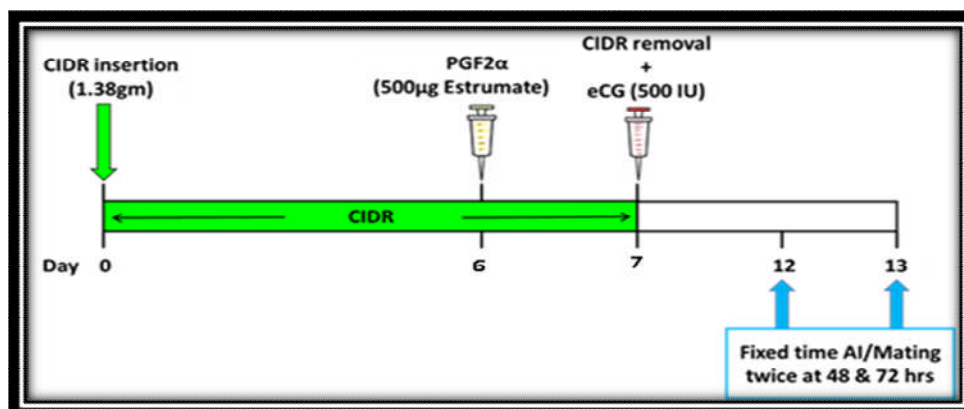 CIDR insertion
(1.38gm)
PGF2α
(500µg Estrumate)
CIDR removal
+
eCG (500 IU)
CIDR
Day 0 6 7 12 13
Fixed time AI/Mating
twice at 48 & 72 hrs